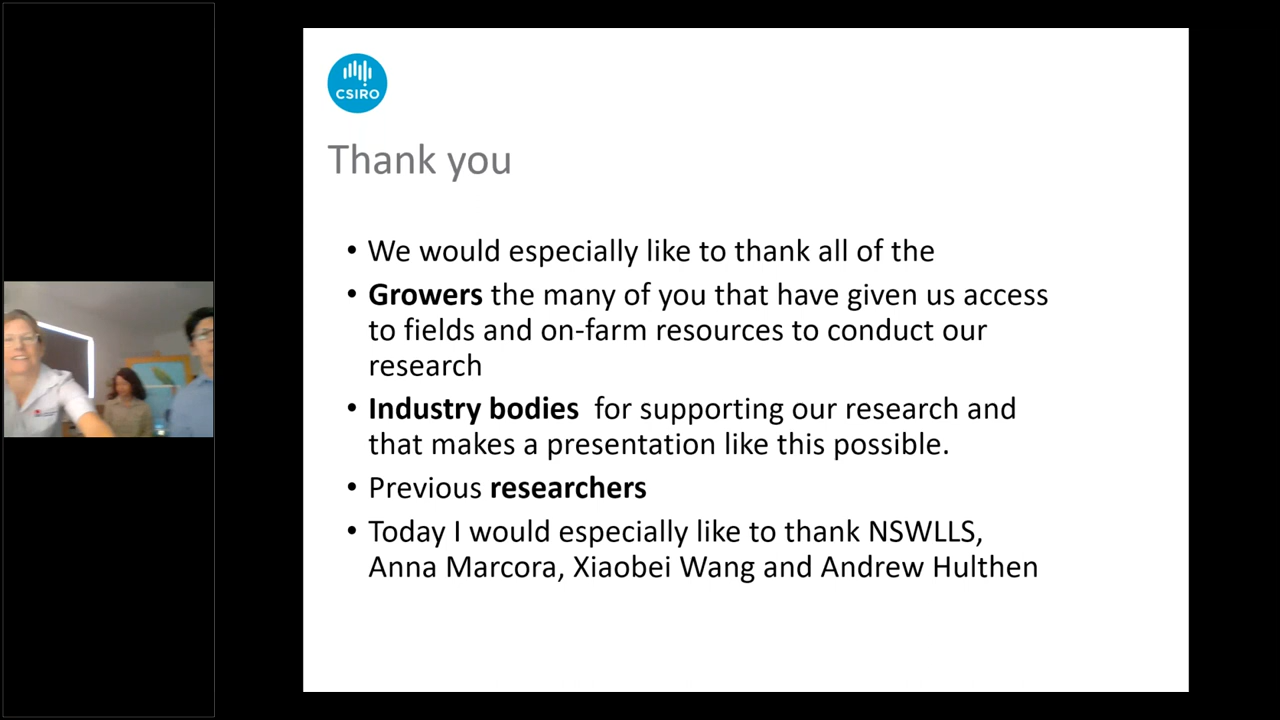 CSIRO
Thank you
• We would especially like to thank all of the
• Growers the many of you that have given us access
to fields and on-farm resources to conduct our
research
• Industry bodies for supporting our research and
that makes a presentation like this possible.
• Previous researchers
• Today I would especially like to thank NSWLLS,
Anna Marcora, Xiaobei Wang and Andrew Hulthen